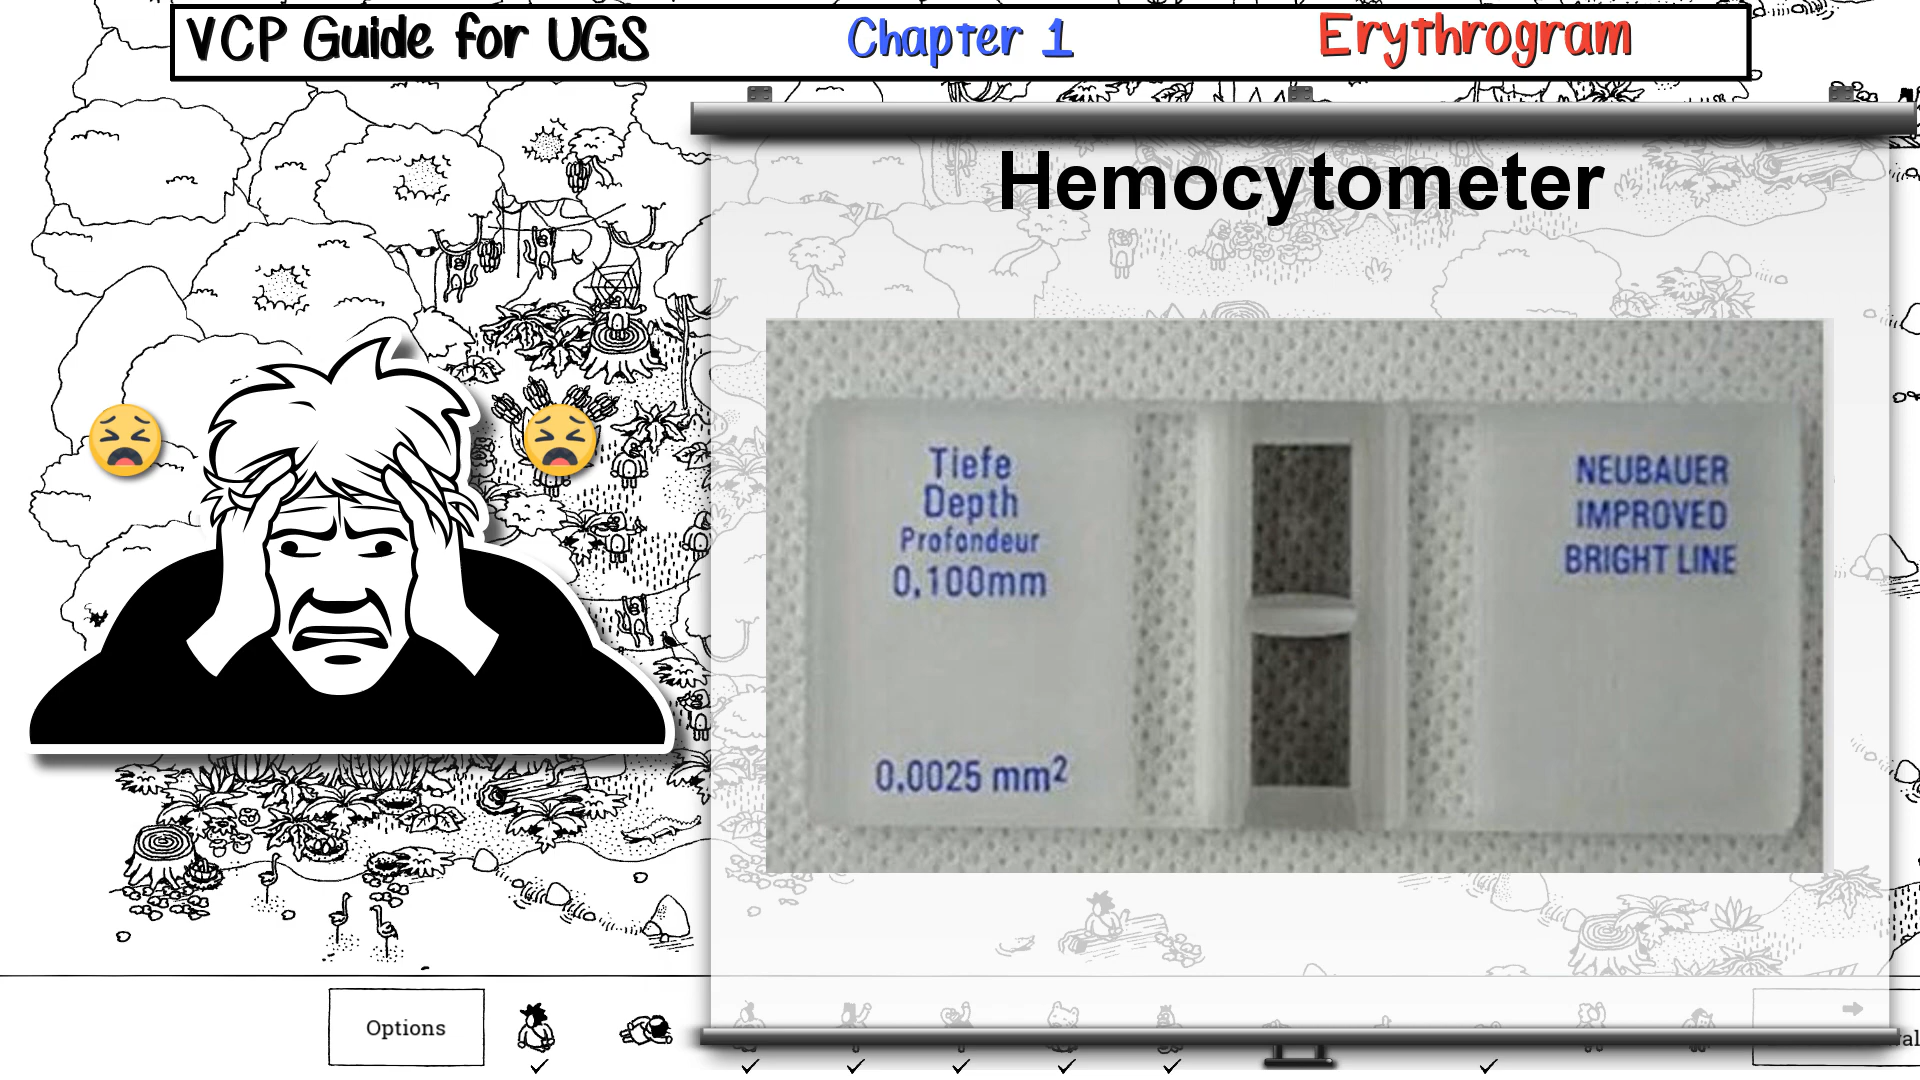 VCP Guide for UGS
Chapter 1
Erythrogram
Hemocytometer
Tiefe
Depth
Profondeur
0,100mm
0,0025 mm²
NEUBAUER
IMPROVED
BRIGHT LINE
Options